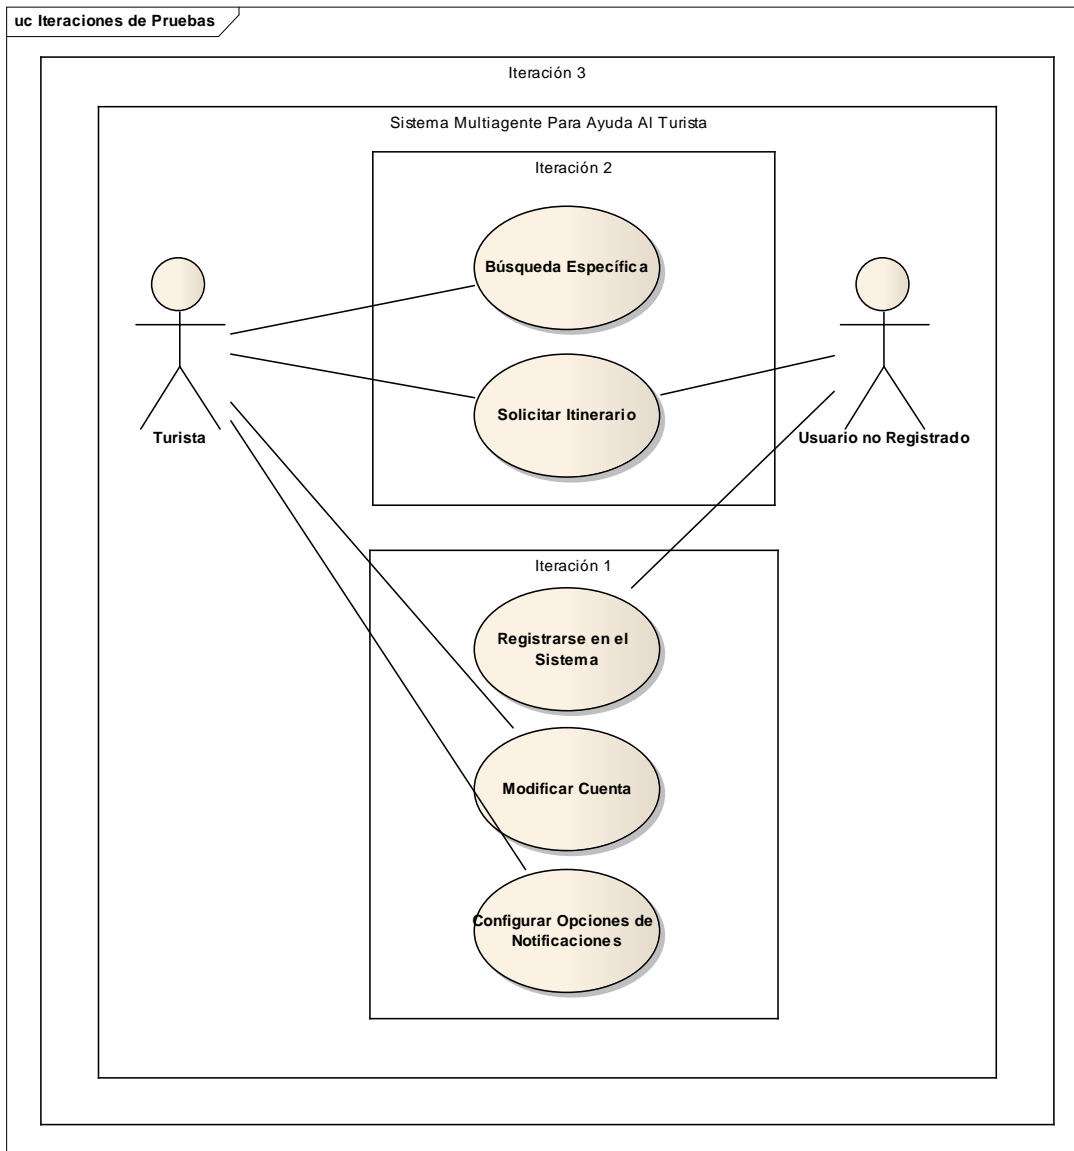 uc Iteraciones de Pruebas
Iteración 3
Sistema Multiagente Para Ayuda Al Turista
Iteración 2
Búsqueda Específica
Solicitar Itinerario
Turista
Usuario no Registrado
Iteración 1
Registrarse en el
Sistema
Modificar Cuenta
Configurar Opciones de
Notificaciones